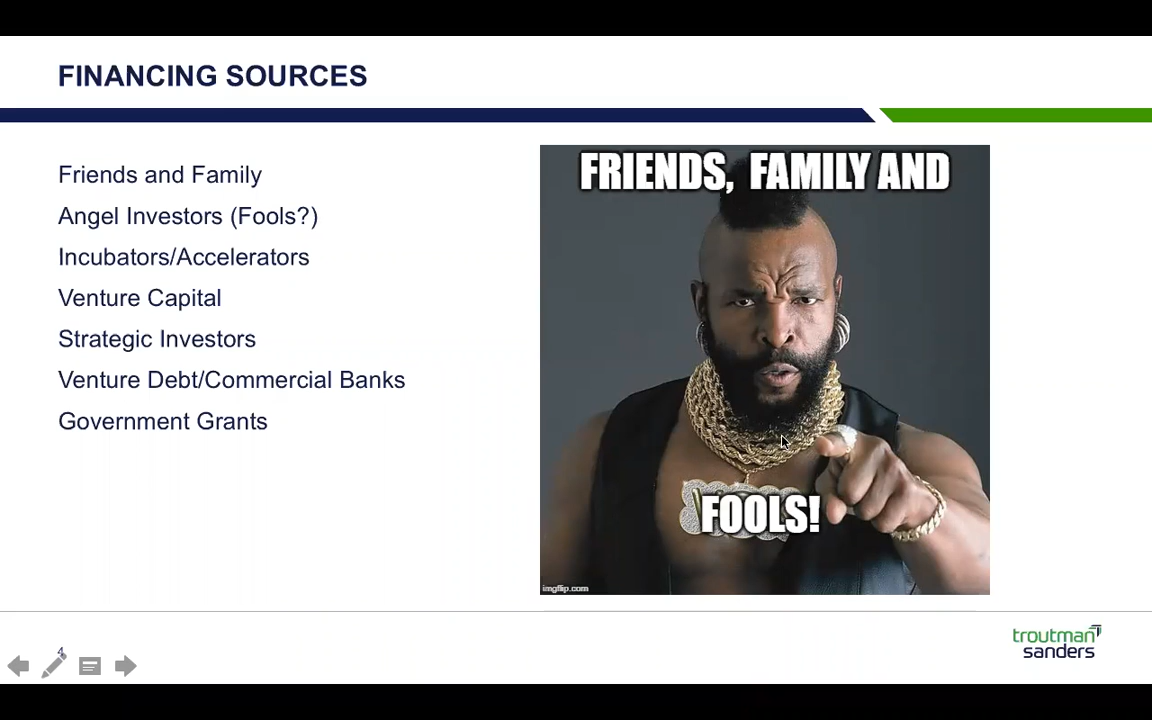 FINANCING SOURCES
Friends and Family
Angel Investors (Fools?)
Incubators/Accelerators
Venture Capital
Strategic Investors
Venture Debt/Commercial Banks
Government Grants
FRIENDS, FAMILY AND
FOOLS!
imgflip.com
4
troutman
sanders